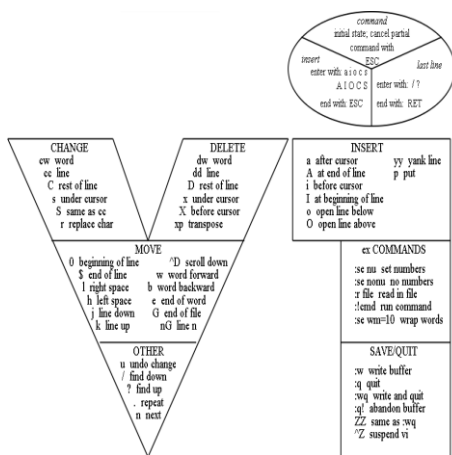 command
initial state; cancel partial
command with
ESC
insert
enter with: a i o c s
A I O C S
end with: ESC
last line
enter with: / ?
end with: RET
CHANGE
cw word
cc line
C rest of line
s under cursor
S same as cc
r replace char
DELETE
dw word
dd line
D rest of line
x under cursor
X before cursor
xp transpose
INSERT
a after cursor
A at end of line
i before cursor
I at beginning of line
o open line below
O open line above
yy yank line
p put
MOVE
0 beginning of line
$ end of line
l right space
h left space
j line down
k line up
^D scroll down
w word forward
b word backward
e end of word
G end of file
nG line n
ex COMMANDS
:se nu set numbers
:se nonu no numbers
:r file read in file
:!cmd run command
:se wm=10 wrap words
OTHER
u undo change
/ find down
? find up
. repeat
n next
SAVE/QUIT
:w write buffer
:q quit
:wq write and quit
:q! abandon buffer
ZZ same as :wq
^Z suspend vi